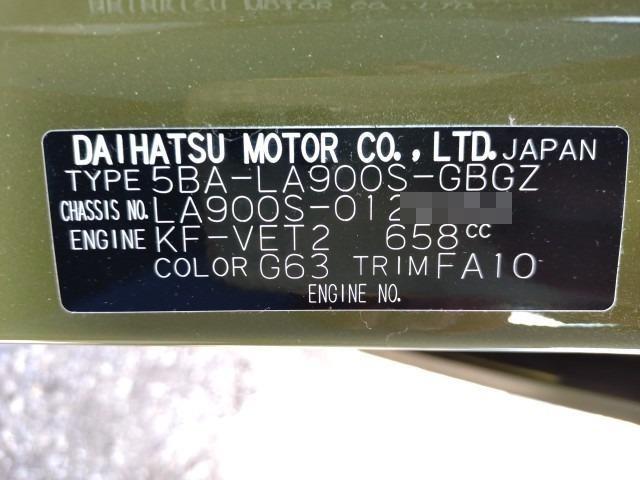 DAIHATSU MOTOR CO., LTD. JAPAN
TYPE 5BA-LA900S-GBGZ
CHASSIS NO. LA900S-012
ENGINE KF-VET2 658cc
COLOR G63 TRIM FA10
ENGINE NO.